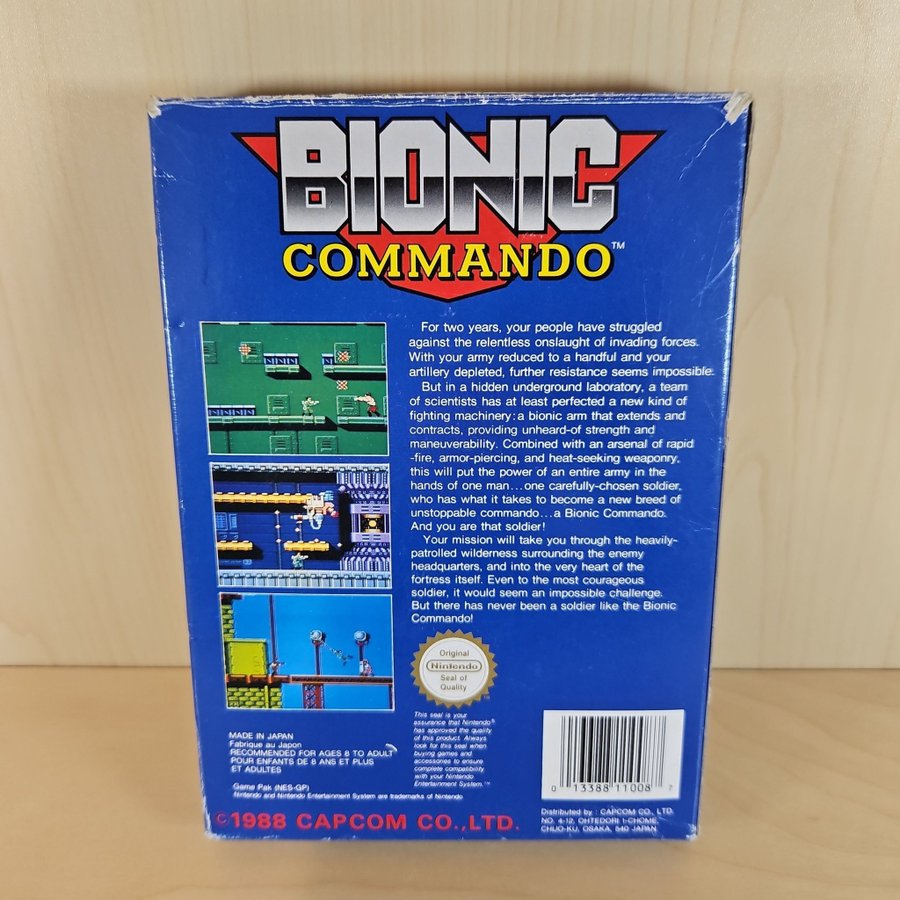 BIONIC
COMMANDO™
For two years, your people have struggled
against the relentless onslaught of invading forces.
With your army reduced to a handful and your
artillery depleted, further resistance seems impossible.
But in a hidden underground laboratory, a team
of scientists has at least perfected a new kind of
fighting machinery: a bionic arm that extends and
contracts, providing unheard-of strength and
maneuverability. Combined with an arsenal of rapid
-fire, armor-piercing, and heat-seeking weaponry,
this will put the power of an entire army in the
hands of one man...one carefully-chosen soldier,
who has what it takes to become a new breed of
unstoppable commando...a Bionic Commando.
And you are that soldier!
Your mission will take you through the heavily-
patrolled wilderness surrounding the enemy
headquarters, and into the very heart of the
fortress itself. Even to the most courageous
soldier, it would seem an impossible challenge.
But there has never been a soldier like the Bionic
Commando!
Original
Nintendo
Seal of
Quality
This seal is your
assurance that Nintendo®
has approved the quality
of this product. Always
look for this seal when
buying games and
accessories to ensure
complete compatibility
with your Nintendo
Entertainment System.™
MADE IN JAPAN
Fabrique au Japon
RECOMMENDED FOR AGES 8 TO ADULT
POUR ENFANTS DE 8 ANS ET PLUS
ET ADULTES
Game Pak (NES-GP)
Nintendo and Nintendo Entertainment System are trademarks of Nintendo
©1988 CAPCOM CO.,LTD.
0 13388 11008 7
Distributed by : CAPCOM CO., LTD.
NO. 4-12, OHTEDORI 1-CHOME,
CHUO-KU, OSAKA, 540 JAPAN